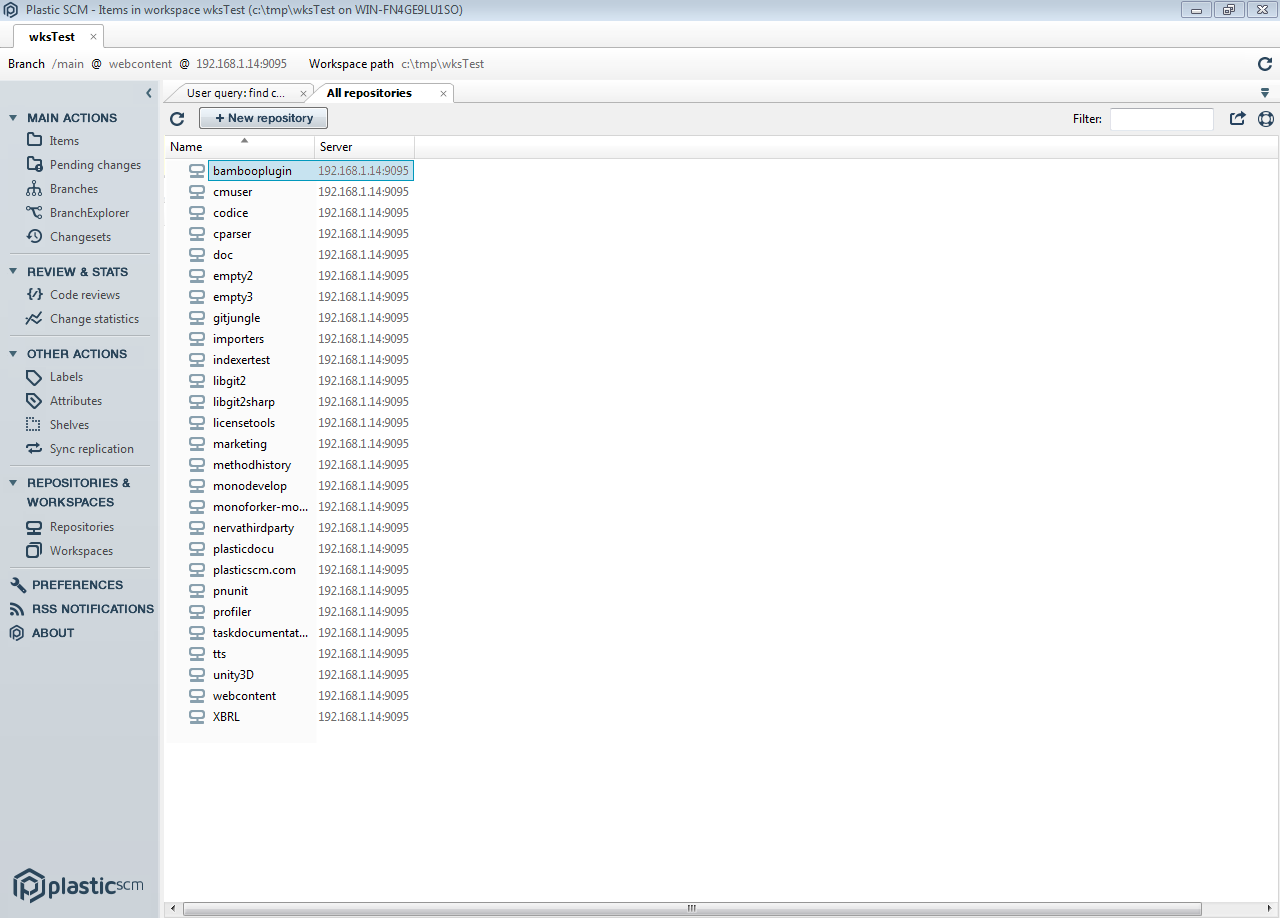 Plastic SCM - Items in workspace wksTest (c:\tmp\wksTest on WIN-FN4GE9LU1SO)
wksTest
Branch /main @ webcontent @ 192.168.1.14:9095 Workspace path c:\tmp\wksTest
MAIN ACTIONS
Items
Pending changes
Branches
BranchExplorer
Changesets
REVIEW & STATS
Code reviews
Change statistics
OTHER ACTIONS
Labels
Attributes
Shelves
Sync replication
REPOSITORIES &
WORKSPACES
Repositories
Workspaces
PREFERENCES
RSS NOTIFICATIONS
ABOUT
plasticscm
User query: find c... All repositories
+ New repository Filter:
Name Server
bambooplugin 192.168.1.14:9095
cmuser 192.168.1.14:9095
codice 192.168.1.14:9095
cparser 192.168.1.14:9095
doc 192.168.1.14:9095
empty2 192.168.1.14:9095
empty3 192.168.1.14:9095
gitjungle 192.168.1.14:9095
importers 192.168.1.14:9095
indexertest 192.168.1.14:9095
libgit2 192.168.1.14:9095
libgit2sharp 192.168.1.14:9095
licensetools 192.168.1.14:9095
marketing 192.168.1.14:9095
methodhistory 192.168.1.14:9095
monodevelop 192.168.1.14:9095
monoforker-mo... 192.168.1.14:9095
nervathirdparty 192.168.1.14:9095
plasticdocu 192.168.1.14:9095
plasticscm.com 192.168.1.14:9095
pnunit 192.168.1.14:9095
profiler 192.168.1.14:9095
taskdocumentat... 192.168.1.14:9095
tts 192.168.1.14:9095
unity3D 192.168.1.14:9095
webcontent 192.168.1.14:9095
XBRL 192.168.1.14:9095